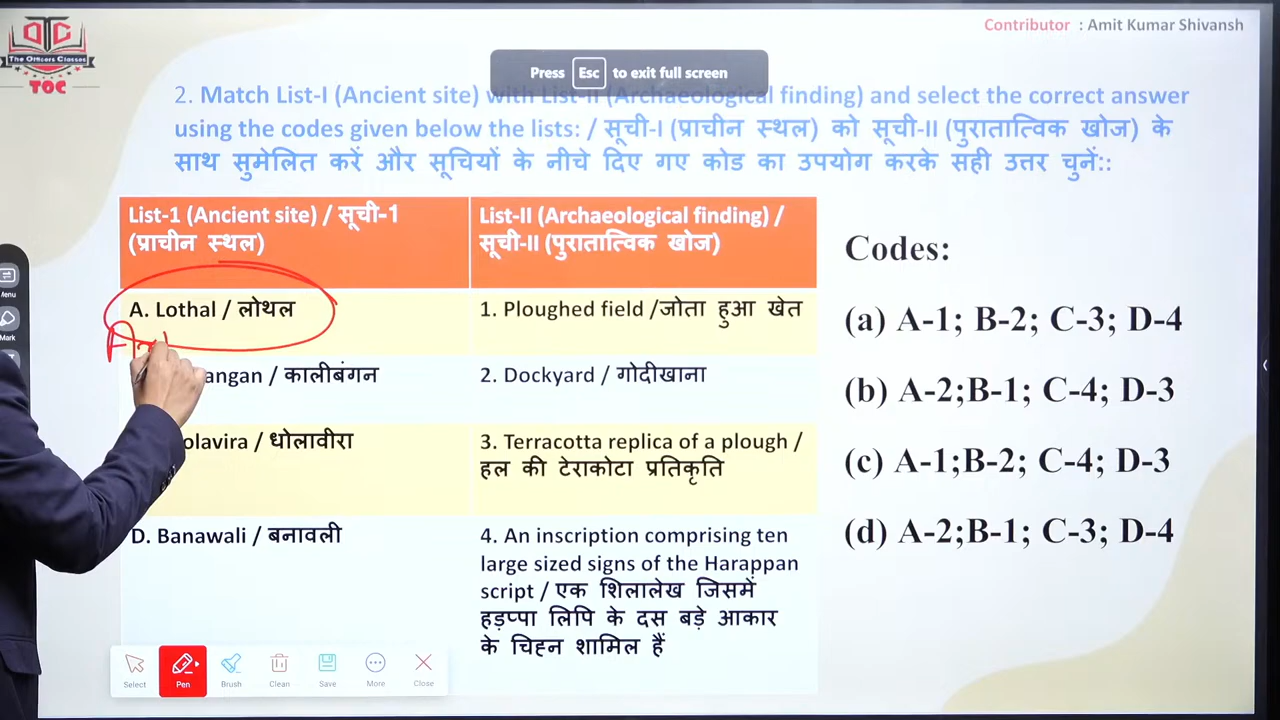 OTC
The Officers Classes
TOC
Contributor : Amit Kumar Shivansh
Press Esc to exit full screen
2. Match List-I (Ancient site) with List-II (Archaeological finding) and select the correct answer
using the codes given below the lists: / सूची-I (प्राचीन स्थल) को सूची-II (पुरातात्विक खोज) के
साथ सुमेलित करें और सूचियों के नीचे दिए गए कोड का उपयोग करके सही उत्तर चुनें::
List-1 (Ancient site) / सूची-1
(प्राचीन स्थल)
List-II (Archaeological finding) /
सूची-II (पुरातात्विक खोज)
A. Lothal / लोथल
1. Ploughed field /जोता हुआ खेत
angan / कालीबंगन
2. Dockyard / गोदीखाना
olavira / धोलावीरा
3. Terracotta replica of a plough /
हल की टेराकोटा प्रतिकृति
D. Banawali / बनावली
4. An inscription comprising ten
large sized signs of the Harappan
script / एक शिलालेख जिसमें
हड़प्पा लिपि के दस बड़े आकार
के चिह्न शामिल हैं
Codes:
(a) A-1; B-2; C-3; D-4
(b) A-2;B-1; C-4; D-3
(c) A-1;B-2; C-4; D-3
(d) A-2;B-1; C-3; D-4
Menu
Mark
Select
Pen
Brush
Clean
Save
More
Close